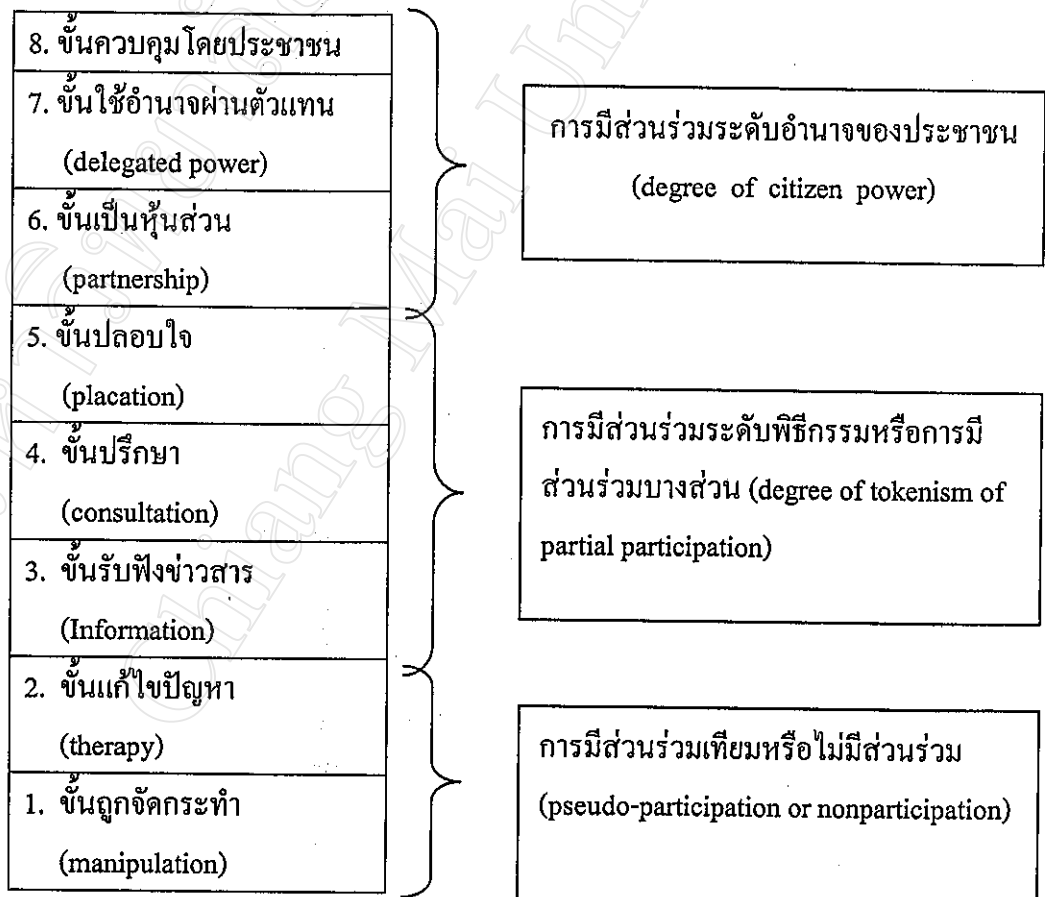 8. ขั้นควบคุมโดยประชาชน
7. ขั้นใช้อำนาจผ่านตัวแทน
(delegated power)
6. ขั้นเป็นหุ้นส่วน
(partnership)
5. ขั้นปลอบใจ
(placation)
4. ขั้นปรึกษา
(consultation)
3. ขั้นรับฟังข่าวสาร
(Information)
2. ขั้นแก้ไขปัญหา
(therapy)
1. ขั้นถูกจัดกระทำ
(manipulation)
การมีส่วนร่วมระดับอำนาจของประชาชน
(degree of citizen power)
การมีส่วนร่วมระดับพิธีกรรมหรือการมี
ส่วนร่วมบางส่วน (degree of tokenism of
partial participation)
การมีส่วนร่วมเทียมหรือไม่มีส่วนร่วม
(pseudo-participation or nonparticipation)
Chiang Mai Uni